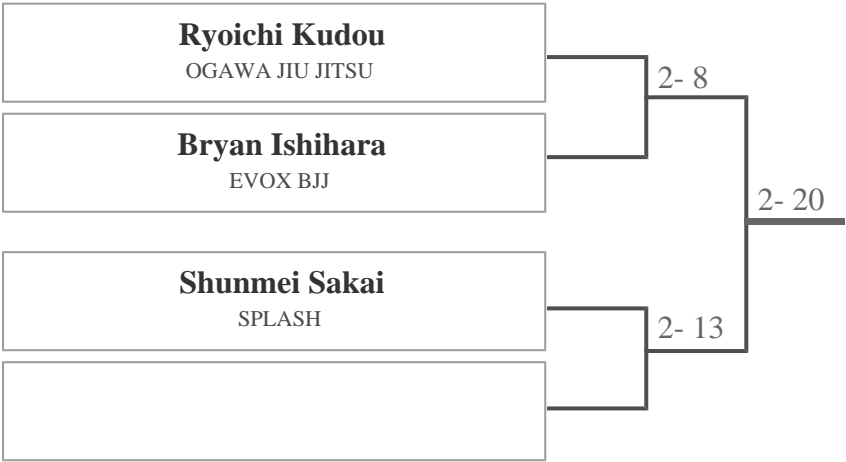 Ryoichi Kudou
OGAWA JIU JITSU
2- 8
Bryan Ishihara
EVOX BJJ
2- 20
Shunmei Sakai
SPLASH
2- 13